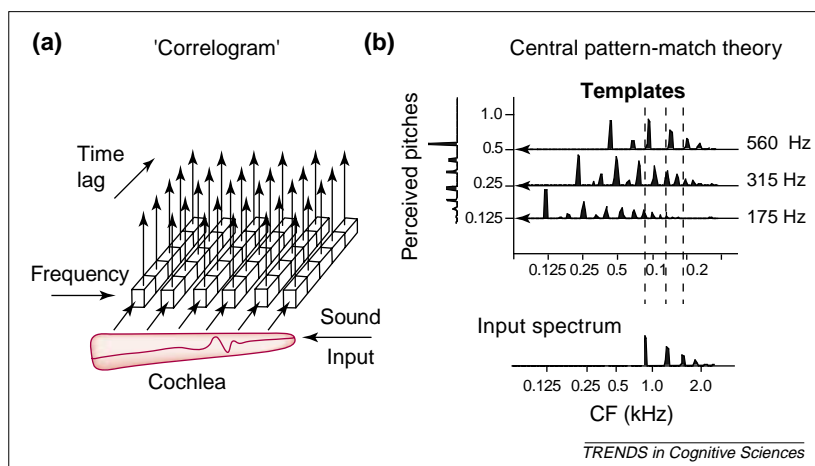 (a)
'Correlogram'
Time
lag
Frequency
Sound
Input
Cochlea
(b)
Central pattern-match theory
Templates
Perceived pitches
1.0
0.5
0.25
0.125
560 Hz
315 Hz
175 Hz
0.125 0.25 0.5 0.1 0.2
Input spectrum
0.125 0.25 0.5 1.0 2.0
CF (kHz)
TRENDS in Cognitive Sciences